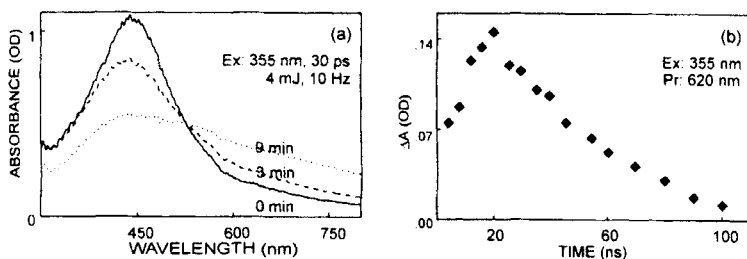 (a)
Ex: 355 nm, 30 ps
4 mJ, 10 Hz
ABSORBANCE (OD)
1
0
9 min
3 min
0 min
450
600
750
WAVELENGTH (nm)
(b)
Ex: 355 nm
Pr: 620 nm
ΔA (OD)
.14
0.07
.00
20
60
100
TIME (ns)